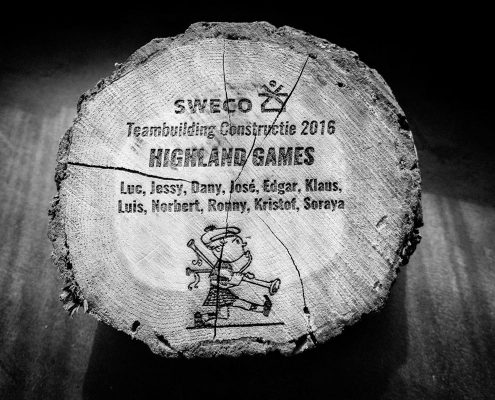 SWECO
Teambuilding Constructie 2016
HIGHLAND GAMES
Luc, Jessy, Dany, José, Edgar, Klaus,
Luis, Norbert, Ronny, Kristof, Soraya